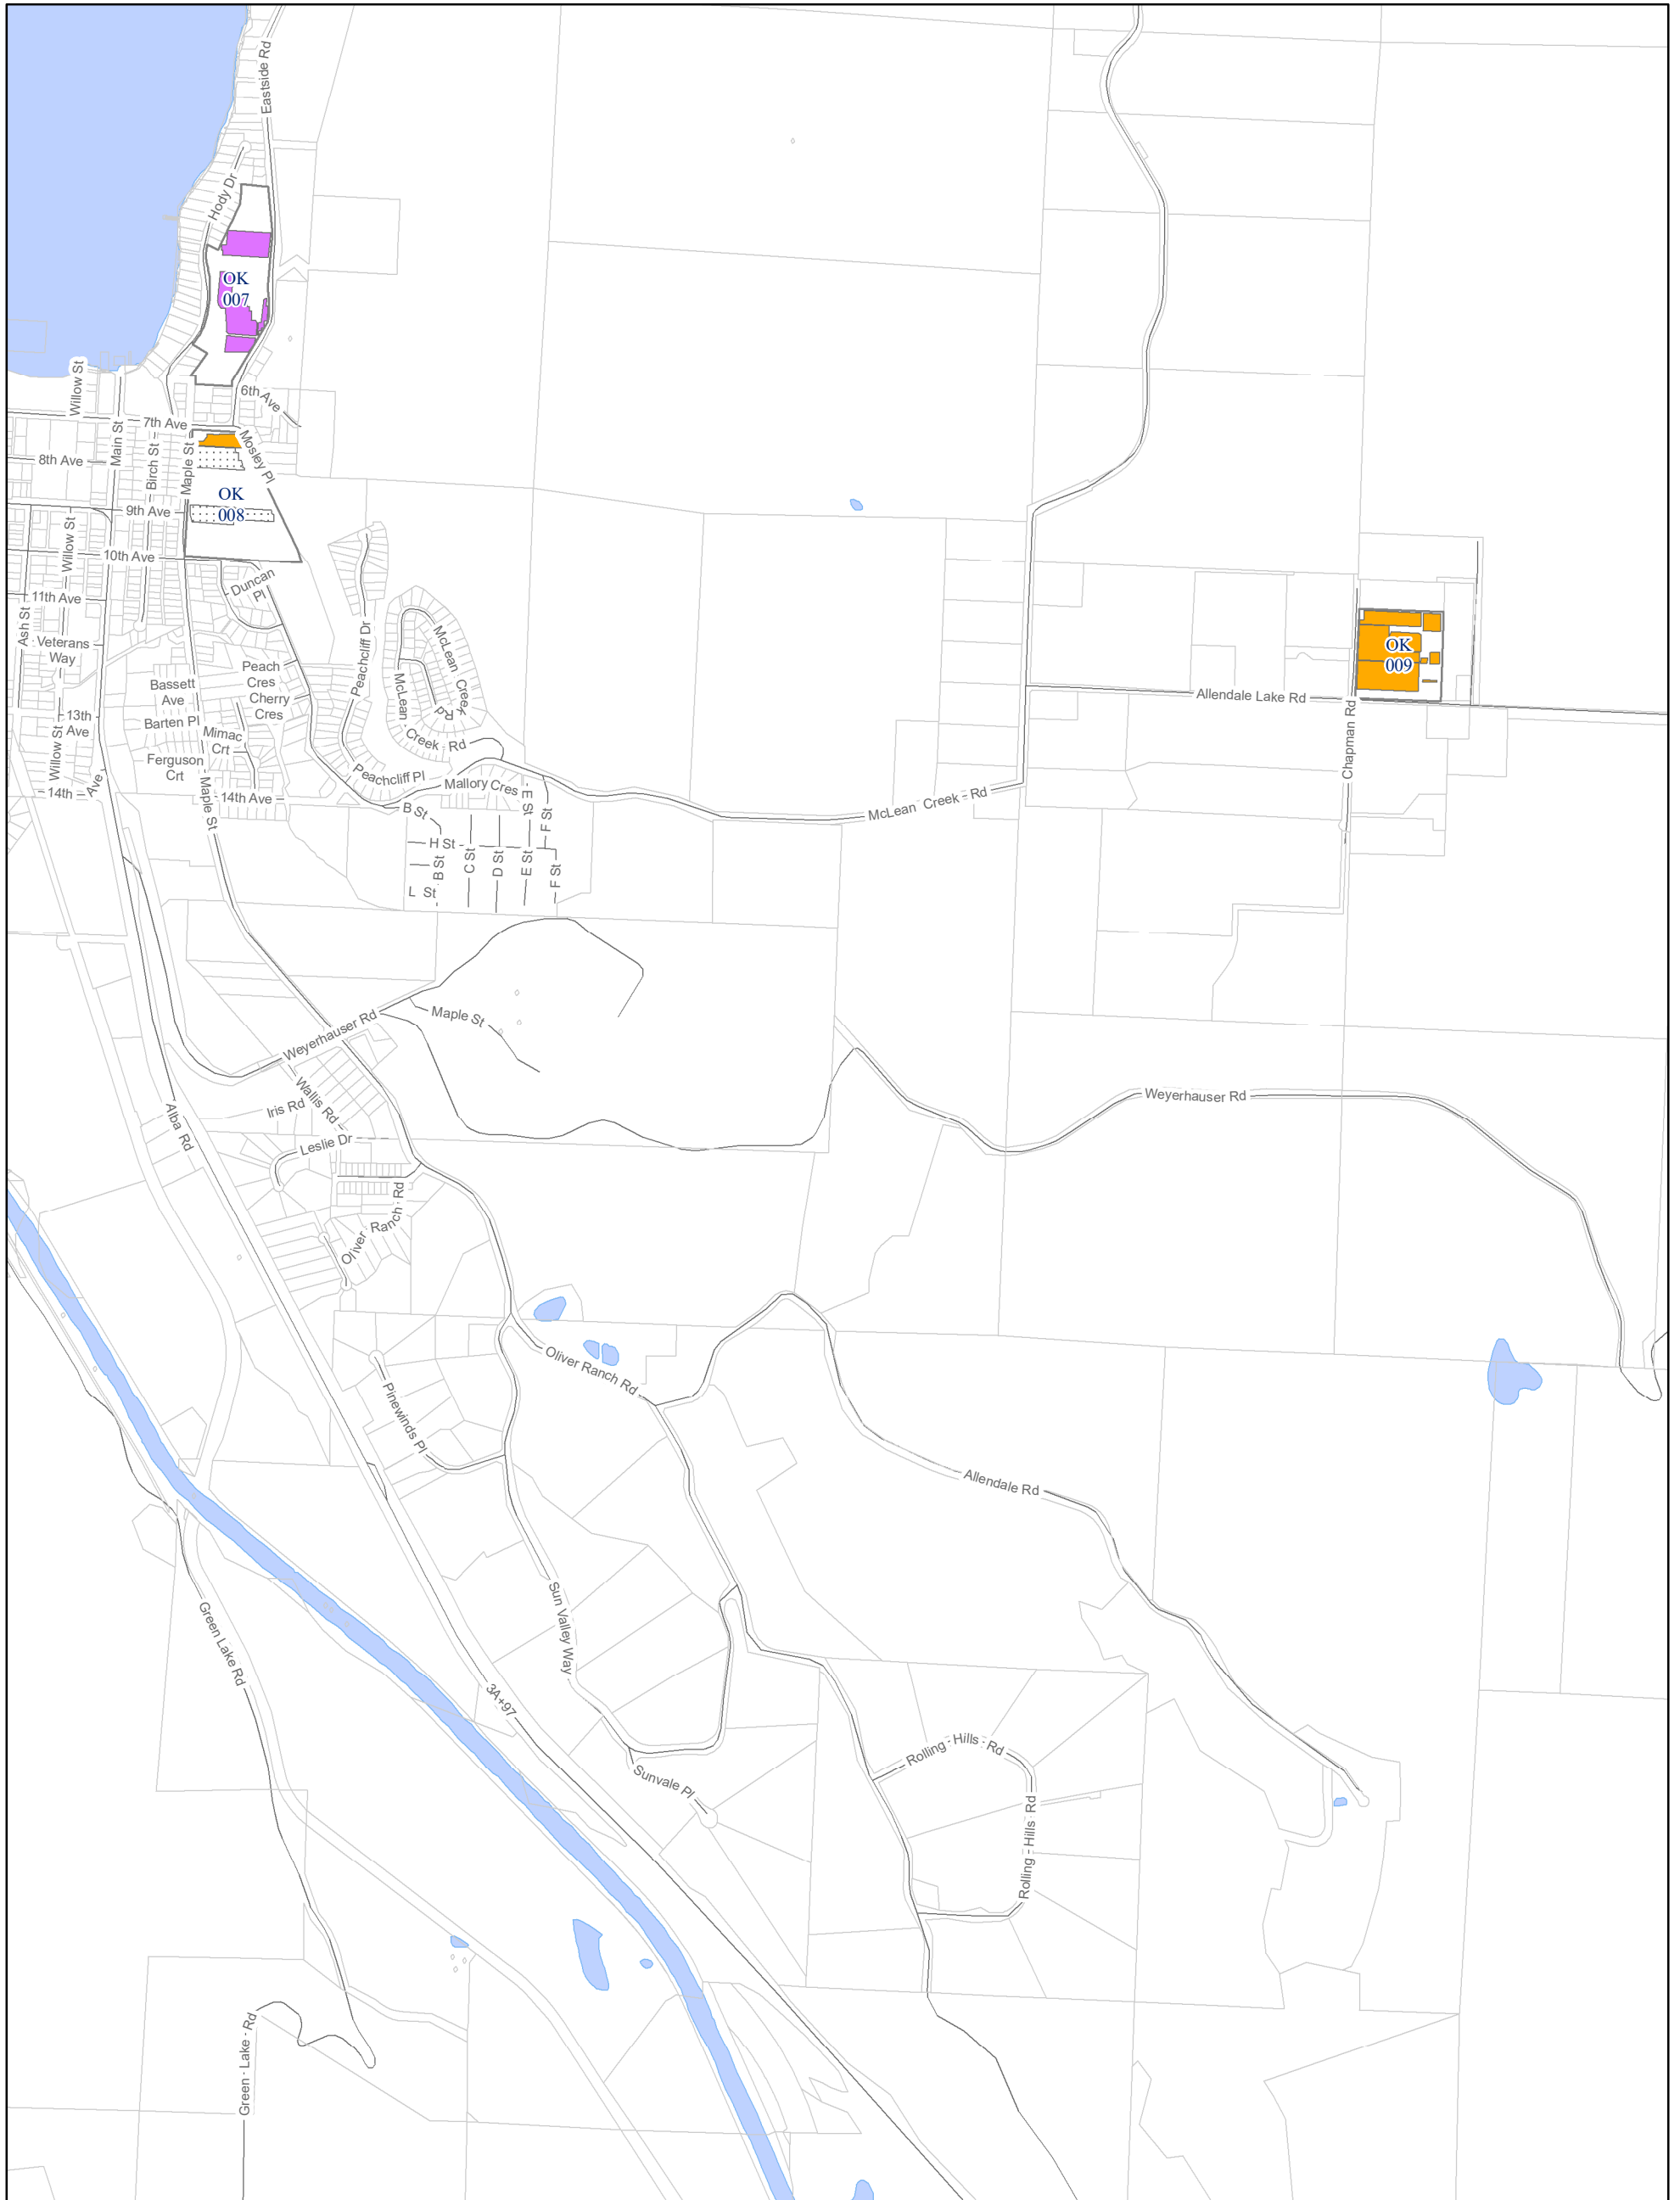 Eastside Rd
Hody Dr
OK
007
Willow St
6th Ave
7th Ave
Main St
Birch St
Maple St
Mosley Pl
8th Ave
OK
008
9th Ave
Willow St
10th Ave
Duncan
Pl
11th Ave
Ash St
Veterans
Way
Peachcliff Dr
McLean Creek
Rd
McLean
Creek Rd
OK
009
Peach
Cres
Cherry
Cres
Bassett
Ave
Barten Pl
Mimac
Crt
Ferguson
Crt
13th
Ave
Willow St
14th
Ave
Maple St
14th Ave
Peachcliff Pl
Mallory Cres
Allendale Lake Rd
Chapman Rd
McLean Creek Rd
B St
E St
F St
H St
B St
C St
D St
E St
F St
L St
Maple St
Weyerhauser Rd
Wallis Rd
Iris Rd
Alba Rd
Leslie Dr
Weyerhauser Rd
Oliver Ranch Rd
Oliver Ranch Rd
Pinewinds Pl
Allendale Rd
Sun Valley Way
Green Lake Rd
3A+97
Rolling Hills Rd
Sunvale Pl
Rolling Hills Rd
Green Lake Rd